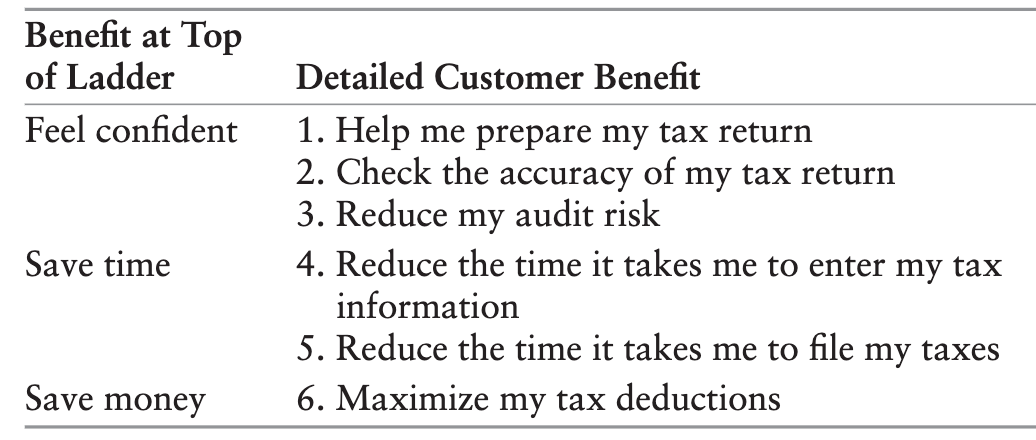 Benefit at Top
of Ladder Detailed Customer Benefit
Feel confident 1. Help me prepare my tax return
2. Check the accuracy of my tax return
3. Reduce my audit risk
Save time 4. Reduce the time it takes me to enter my tax
information
5. Reduce the time it takes me to file my taxes
Save money 6. Maximize my tax deductions